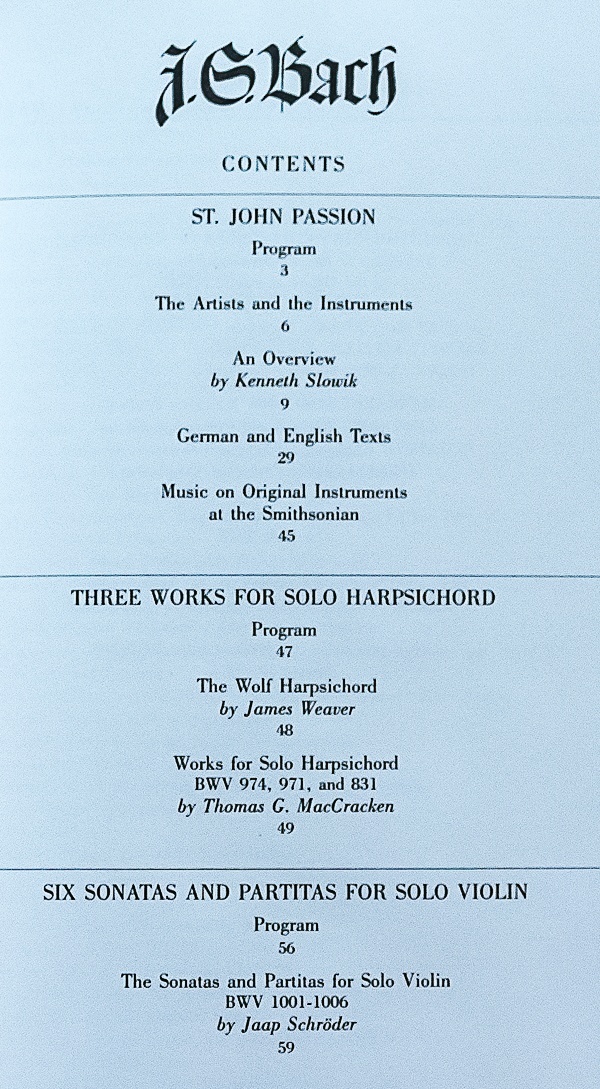 J.S.Bach
CONTENTS
ST. JOHN PASSION
Program
3
The Artists and the Instruments
6
An Overview
by Kenneth Slowik
9
German and English Texts
29
Music on Original Instruments
at the Smithsonian
45
THREE WORKS FOR SOLO HARPSICHORD
Program
47
The Wolf Harpsichord
by James Weaver
48
Works for Solo Harpsichord
BWV 974, 971, and 831
by Thomas G. MacCracken
49
SIX SONATAS AND PARTITAS FOR SOLO VIOLIN
Program
56
The Sonatas and Partitas for Solo Violin
BWV 1001-1006
by Jaap Schröder
59